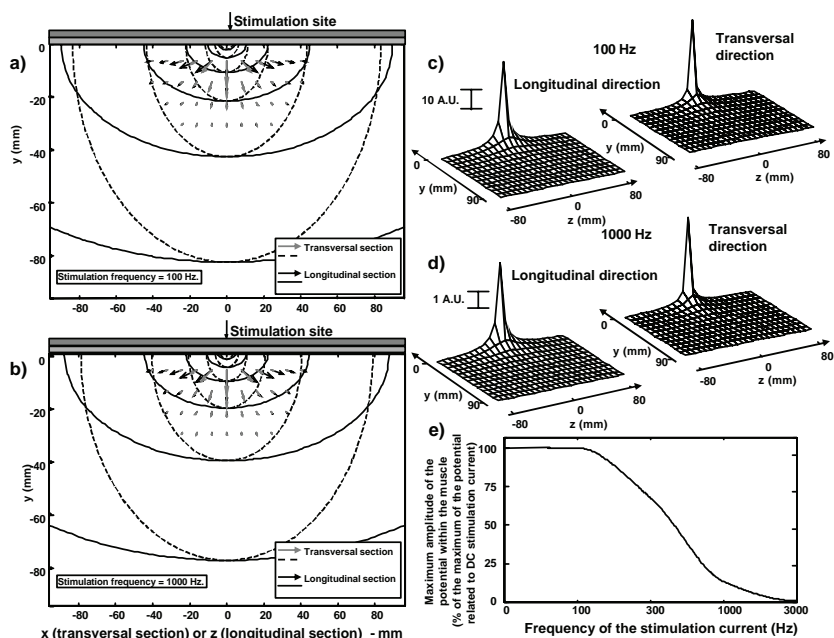 Stimulation site
a)
0
-20
-40
-60
-80
y (mm)
Transversal section
Longitudinal section
Stimulation frequency = 100 Hz.
-80 -60 -40 -20 0 20 40 60 80
Stimulation site
b)
0
-20
-40
-60
-80
y (mm)
Transversal section
Longitudinal section
Stimulation frequency = 1000 Hz.
-80 -60 -40 -20 0 20 40 60 80
x (transversal section) or z (longitudinal section) - mm
c)
100 Hz
Transversal direction
Longitudinal direction
10 A.U.
0
y (mm)
90
-80
0
z (mm)
80
0
y (mm)
90
-80
0
z (mm)
80
d)
1000 Hz
Transversal direction
Longitudinal direction
1 A.U.
0
y (mm)
90
-80
0
z (mm)
80
0
y (mm)
90
-80
0
z (mm)
80
e)
Maximum amplitude of the
potential within the muscle
(% of the maximum of the potential
related to DC stimulation current)
100
75
50
25
0
0 100 300 1000 3000
Frequency of the stimulation current (Hz)